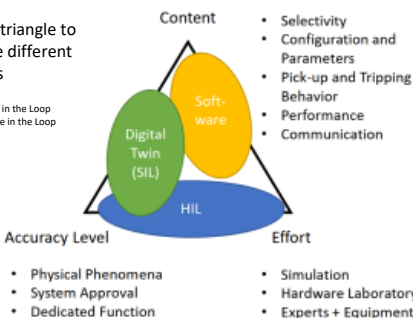 Content
triangle to
different
in the Loop
in the Loop
• Selectivity
• Configuration and
Parameters
• Pick-up and Tripping
Behavior
• Performance
• Communication
Soft-
ware
Digital
Twin
(SIL)
HIL
Accuracy Level
Effort
• Physical Phenomena
• System Approval
• Dedicated Function
• Simulation
• Hardware Laboratory
• Experts + Equipment